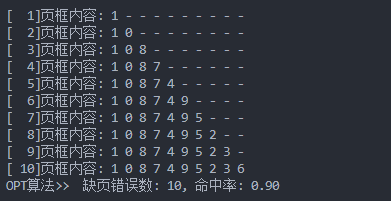 [  1]页框内容: 1 - - - - - - - - -
[  2]页框内容: 1 0 - - - - - - - -
[  3]页框内容: 1 0 8 - - - - - - -
[  4]页框内容: 1 0 8 7 - - - - - -
[  5]页框内容: 1 0 8 7 4 - - - - -
[  6]页框内容: 1 0 8 7 4 9 - - - -
[  7]页框内容: 1 0 8 7 4 9 5 - - -
[  8]页框内容: 1 0 8 7 4 9 5 2 - -
[  9]页框内容: 1 0 8 7 4 9 5 2 3 -
[ 10]页框内容: 1 0 8 7 4 9 5 2 3 6
OPT算法>>  缺页错误数: 10, 命中率: 0.90